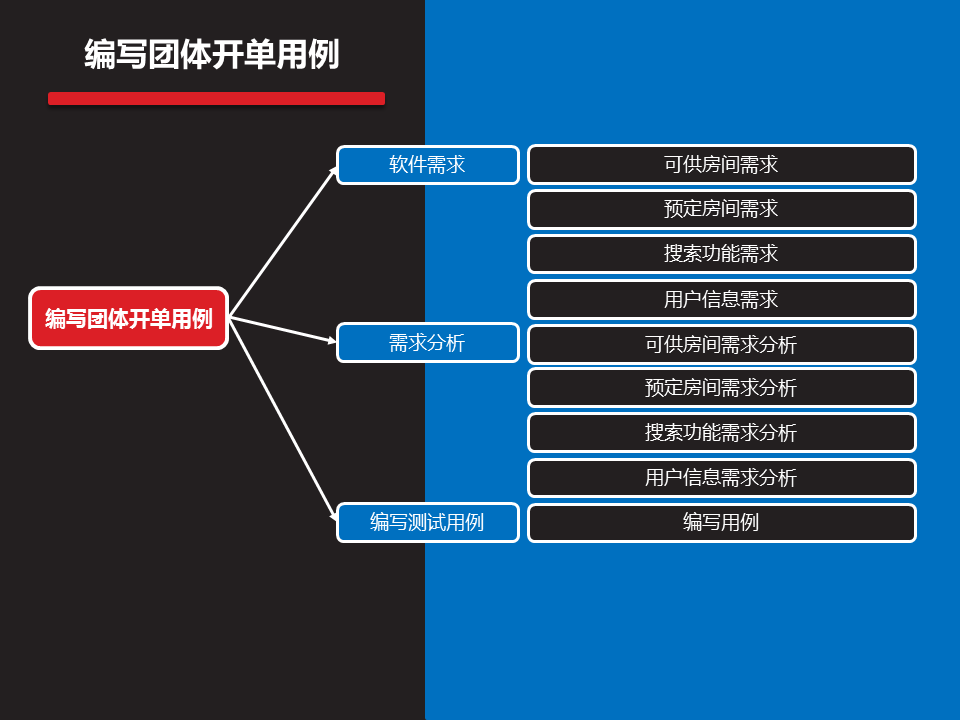 编写团体开单用例
软件需求
可供房间需求
预定房间需求
搜索功能需求
用户信息需求
编写团体开单用例
需求分析
可供房间需求分析
预定房间需求分析
搜索功能需求分析
用户信息需求分析
编写测试用例
编写用例